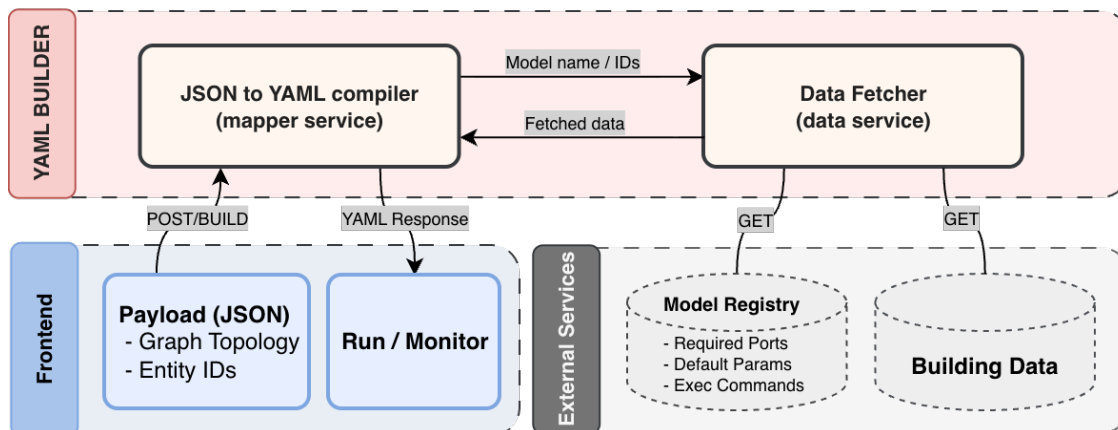 YAML BUILDER
JSON to YAML compiler
(mapper service)
Model name / IDs
Fetched data
Data Fetcher
(data service)
POST/BUILD
YAML Response
GET
GET
Frontend
Payload (JSON)
- Graph Topology
- Entity IDs
Run / Monitor
External Services
Model Registry
- Required Ports
- Default Params
- Exec Commands
Building Data